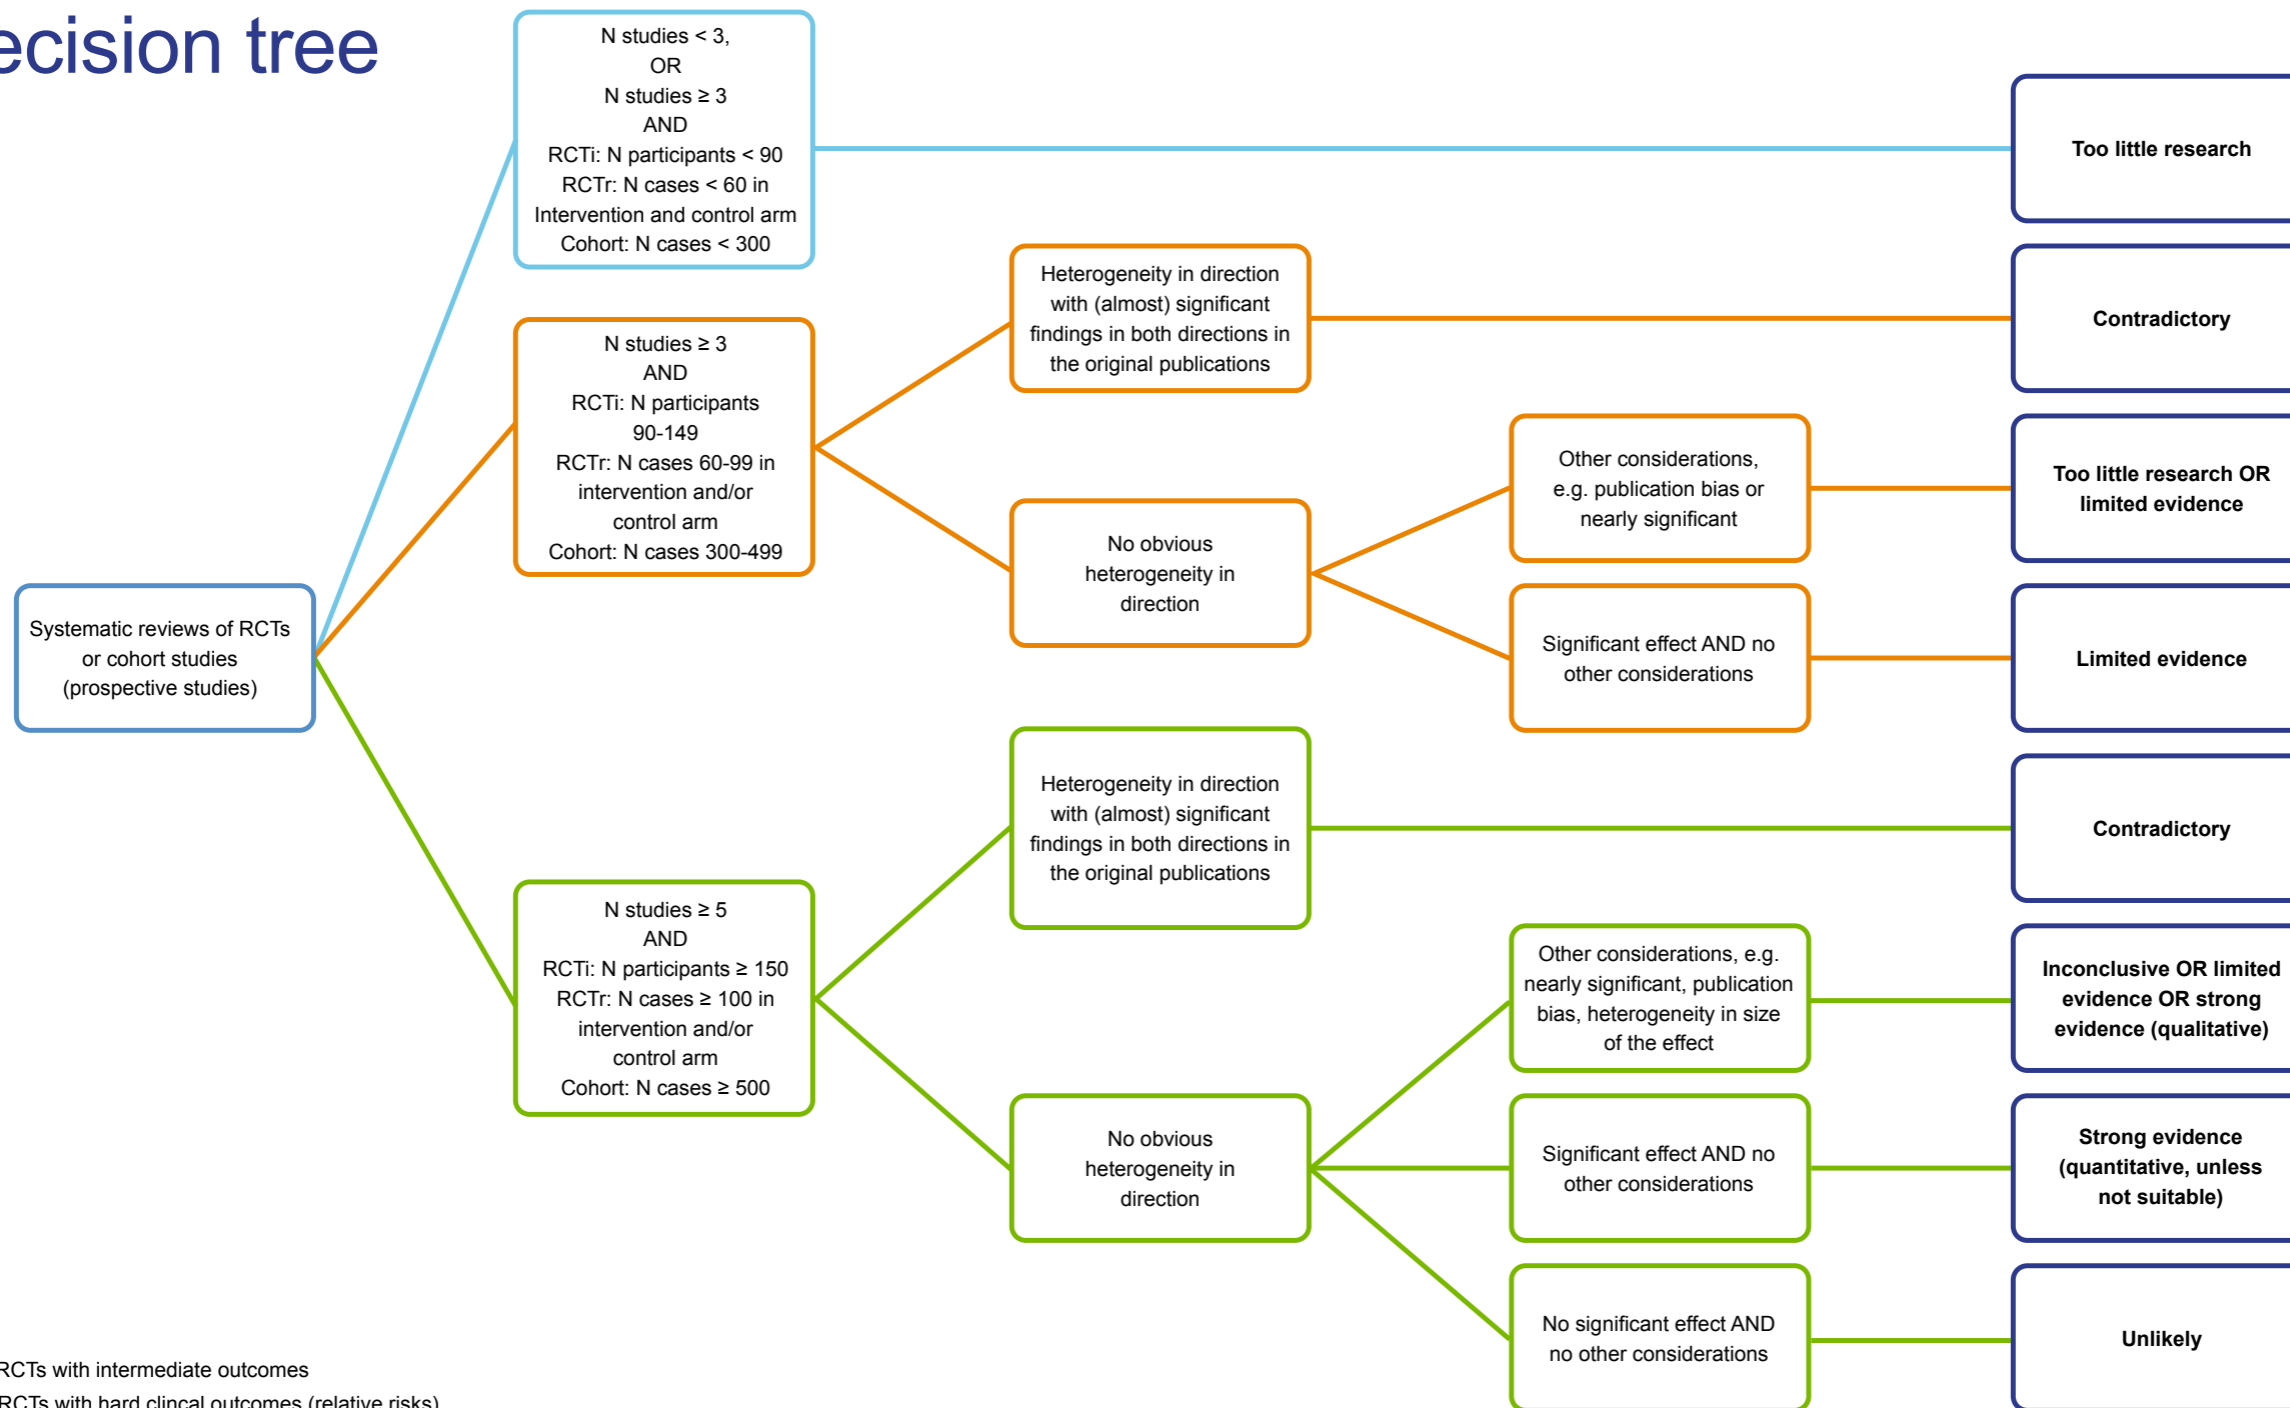 ecision tree
N studies < 3,
OR
N studies ≥ 3
AND
RCTi: N participants < 90
RCTr: N cases < 60 in
Intervention and control arm
Cohort: N cases < 300
Too little research
Heterogeneity in direction
with (almost) significant
findings in both directions in
the original publications
Contradictory
N studies ≥ 3
AND
RCTi: N participants
90-149
RCTr: N cases 60-99 in
intervention and/or
control arm
Cohort: N cases 300-499
Other considerations,
e.g. publication bias or
nearly significant
Too little research OR
limited evidence
No obvious
heterogeneity in
direction
Significant effect AND no
other considerations
Limited evidence
Systematic reviews of RCTs
or cohort studies
(prospective studies)
Heterogeneity in direction
with (almost) significant
findings in both directions in
the original publications
Contradictory
N studies ≥ 5
AND
RCTi: N participants ≥ 150
RCTr: N cases ≥ 100 in
intervention and/or
control arm
Cohort: N cases ≥ 500
Other considerations, e.g.
nearly significant, publication
bias, heterogeneity in size
of the effect
Inconclusive OR limited
evidence OR strong
evidence (qualitative)
No obvious
heterogeneity in
direction
Significant effect AND no
other considerations
Strong evidence
(quantitative, unless
not suitable)
No significant effect AND
no other considerations
Unlikely
RCTs with intermediate outcomes
RCTs with hard clincal outcomes (relative risks)